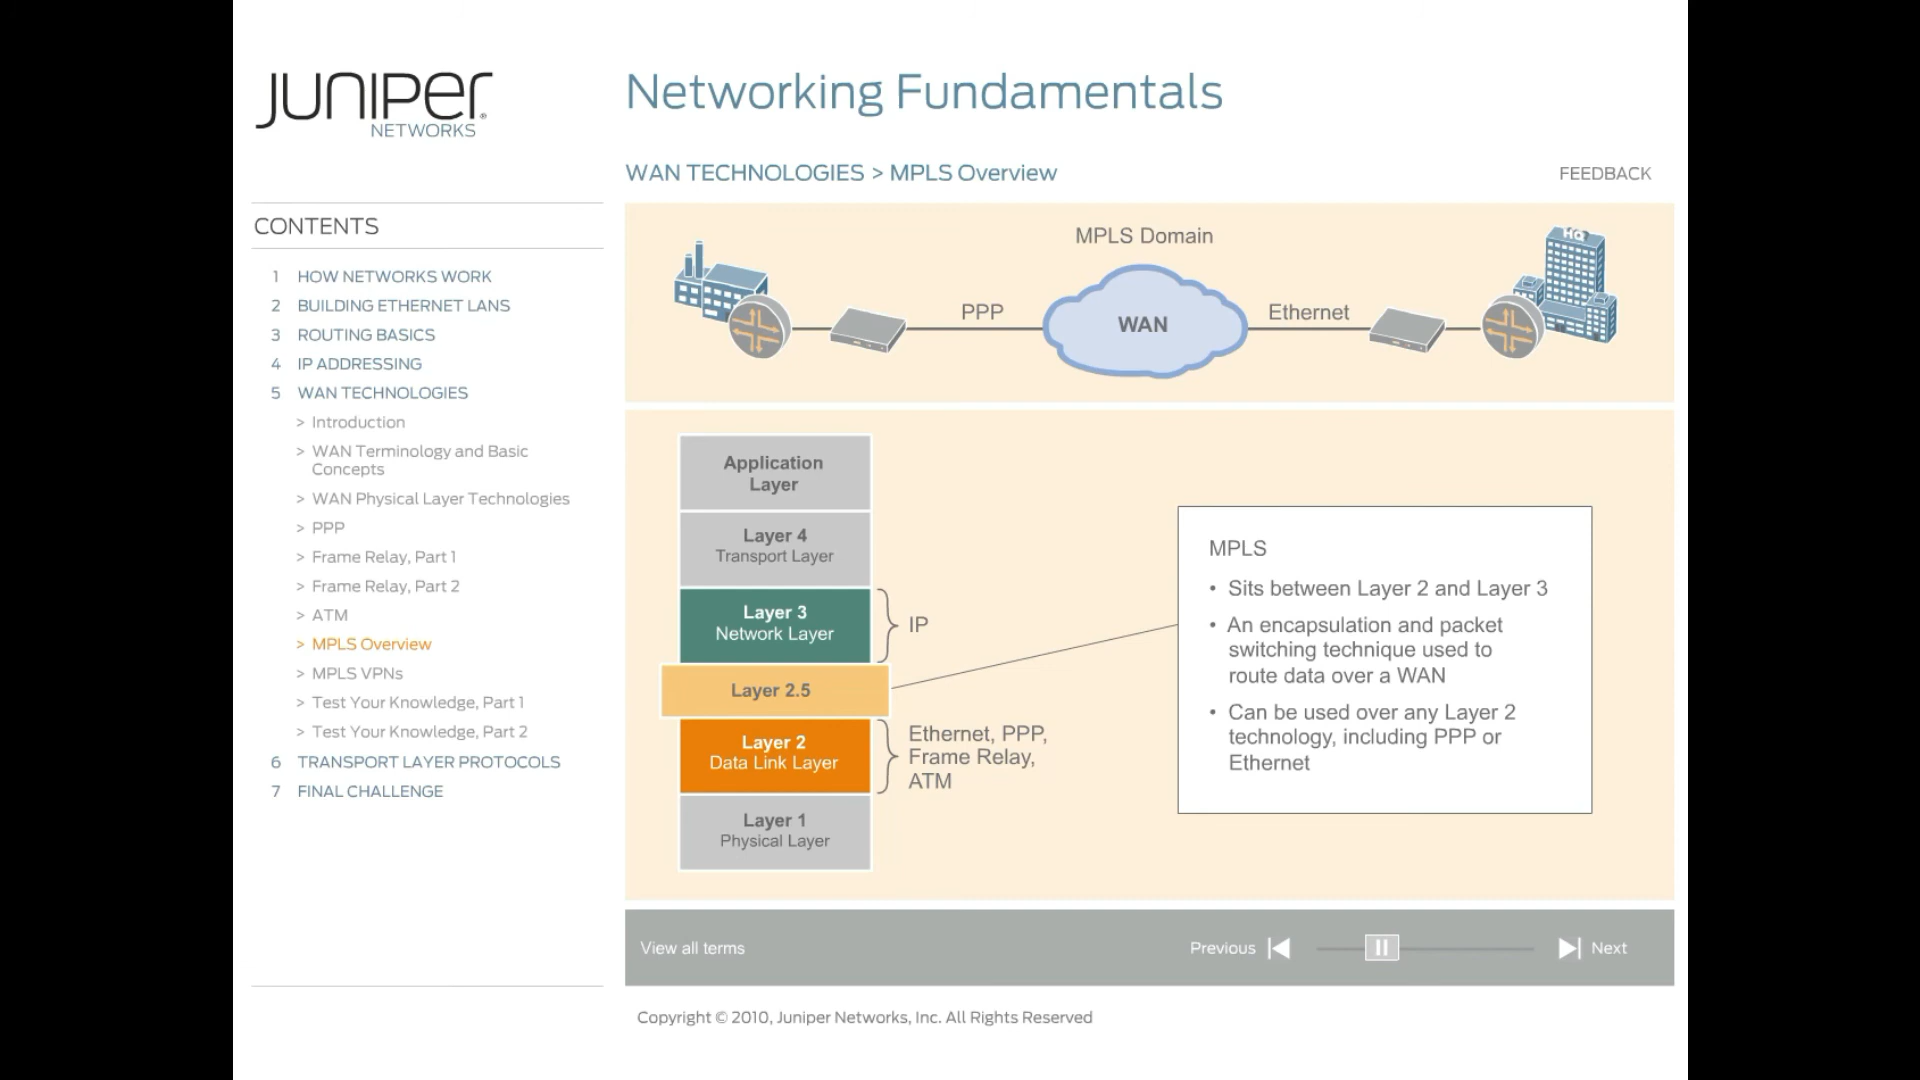 JUNIPER
NETWORKS
Networking Fundamentals
WAN TECHNOLOGIES > MPLS Overview
FEEDBACK
CONTENTS
1 HOW NETWORKS WORK
2 BUILDING ETHERNET LANS
3 ROUTING BASICS
4 IP ADDRESSING
5 WAN TECHNOLOGIES
> Introduction
> WAN Terminology and Basic
Concepts
> WAN Physical Layer Technologies
> PPP
> Frame Relay, Part 1
> Frame Relay, Part 2
> ATM
> MPLS Overview
> MPLS VPNs
> Test Your Knowledge, Part 1
> Test Your Knowledge, Part 2
6 TRANSPORT LAYER PROTOCOLS
7 FINAL CHALLENGE
MPLS Domain
HQ
PPP
WAN
Ethernet
Application
Layer
Layer 4
Transport Layer
Layer 3
Network Layer
IP
Layer 2.5
Layer 2
Data Link Layer
Ethernet, PPP,
Frame Relay,
ATM
Layer 1
Physical Layer
MPLS
• Sits between Layer 2 and Layer 3
• An encapsulation and packet
switching technique used to
route data over a WAN
• Can be used over any Layer 2
technology, including PPP or
Ethernet
View all terms
Previous
Next
Copyright © 2010, Juniper Networks, Inc. All Rights Reserved